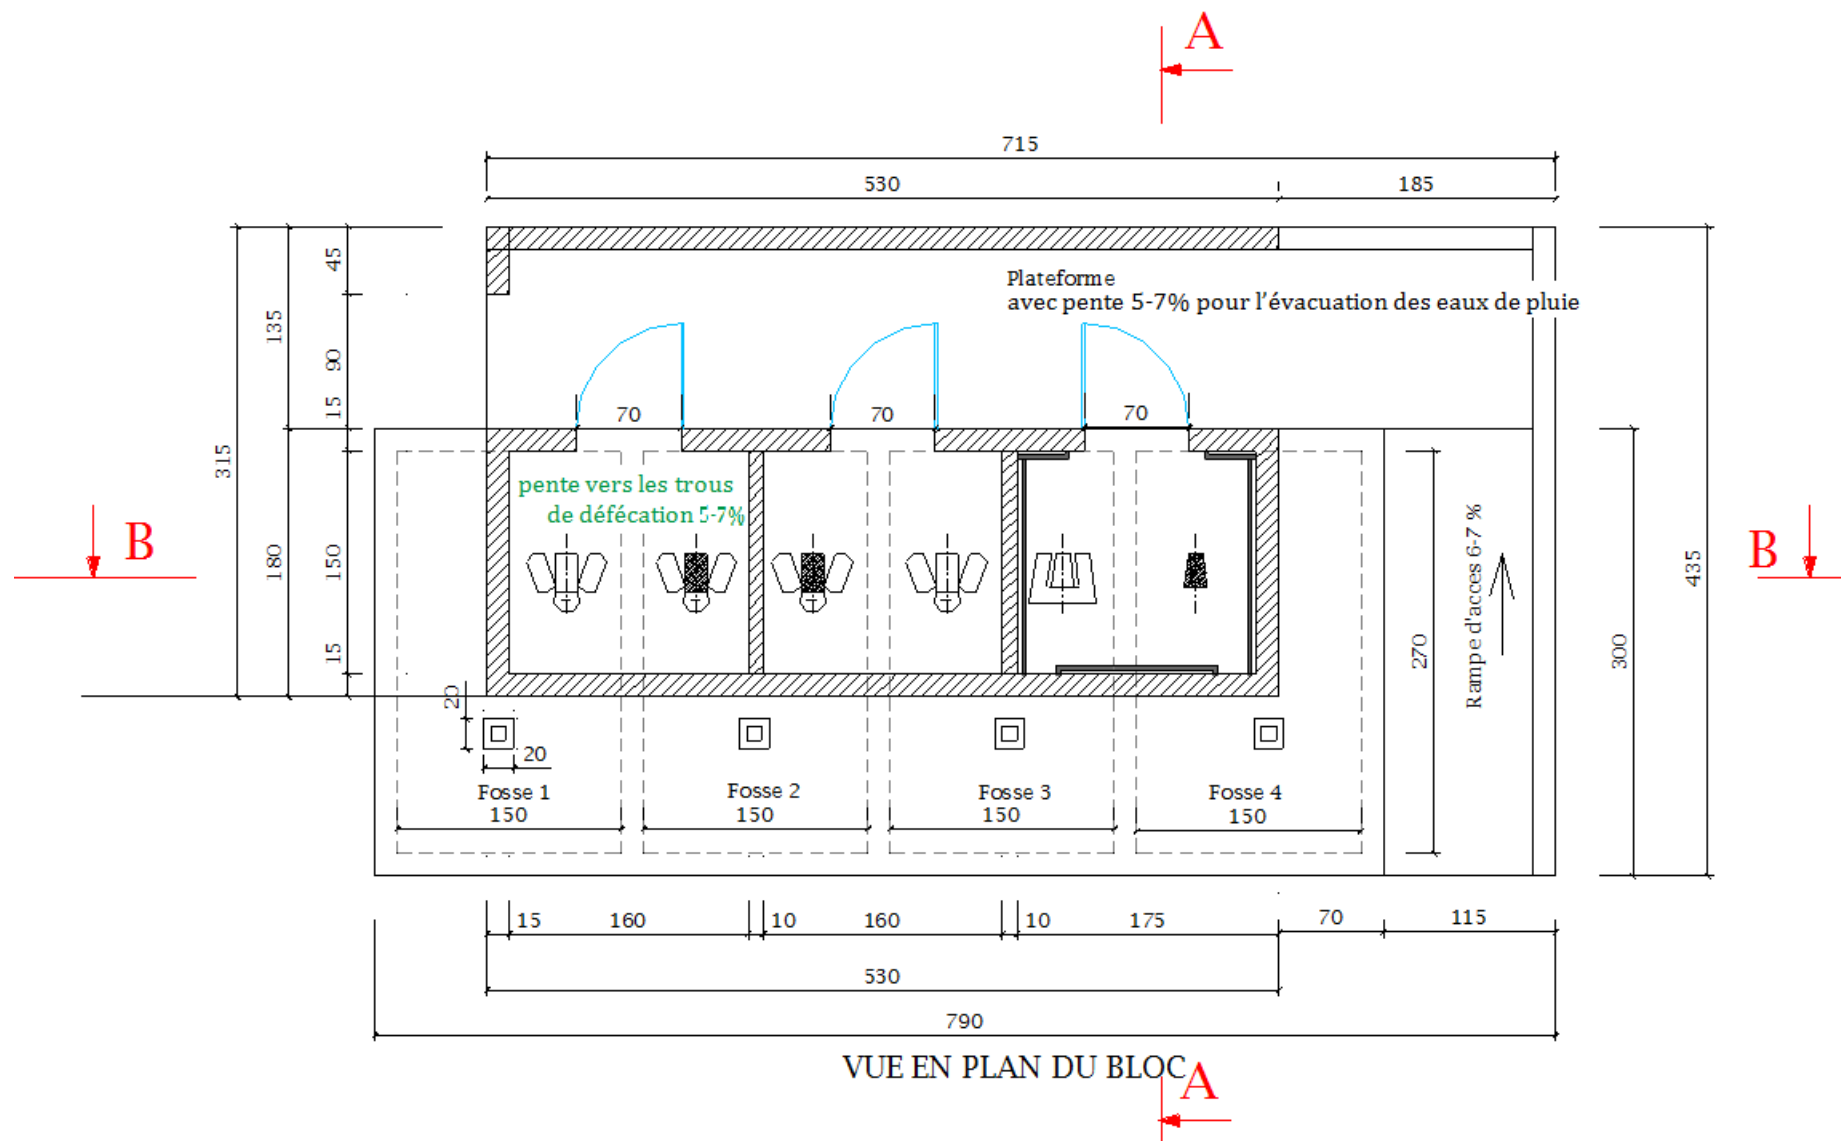 A
715
530
185
45
Plateforme
avec pente 5-7% pour l'évacuation des eaux de pluie
135
90
15
70
70
70
315
pente vers les trous
de défécation 5-7%
B
B
180
150
435
Rampe d'acces 6-7 %
270
300
15
20
20
Fosse 1
Fosse 2
Fosse 3
Fosse 4
150
150
150
150
15
160
10
160
10
175
70
115
530
790
VUE EN PLAN DU BLOC
A